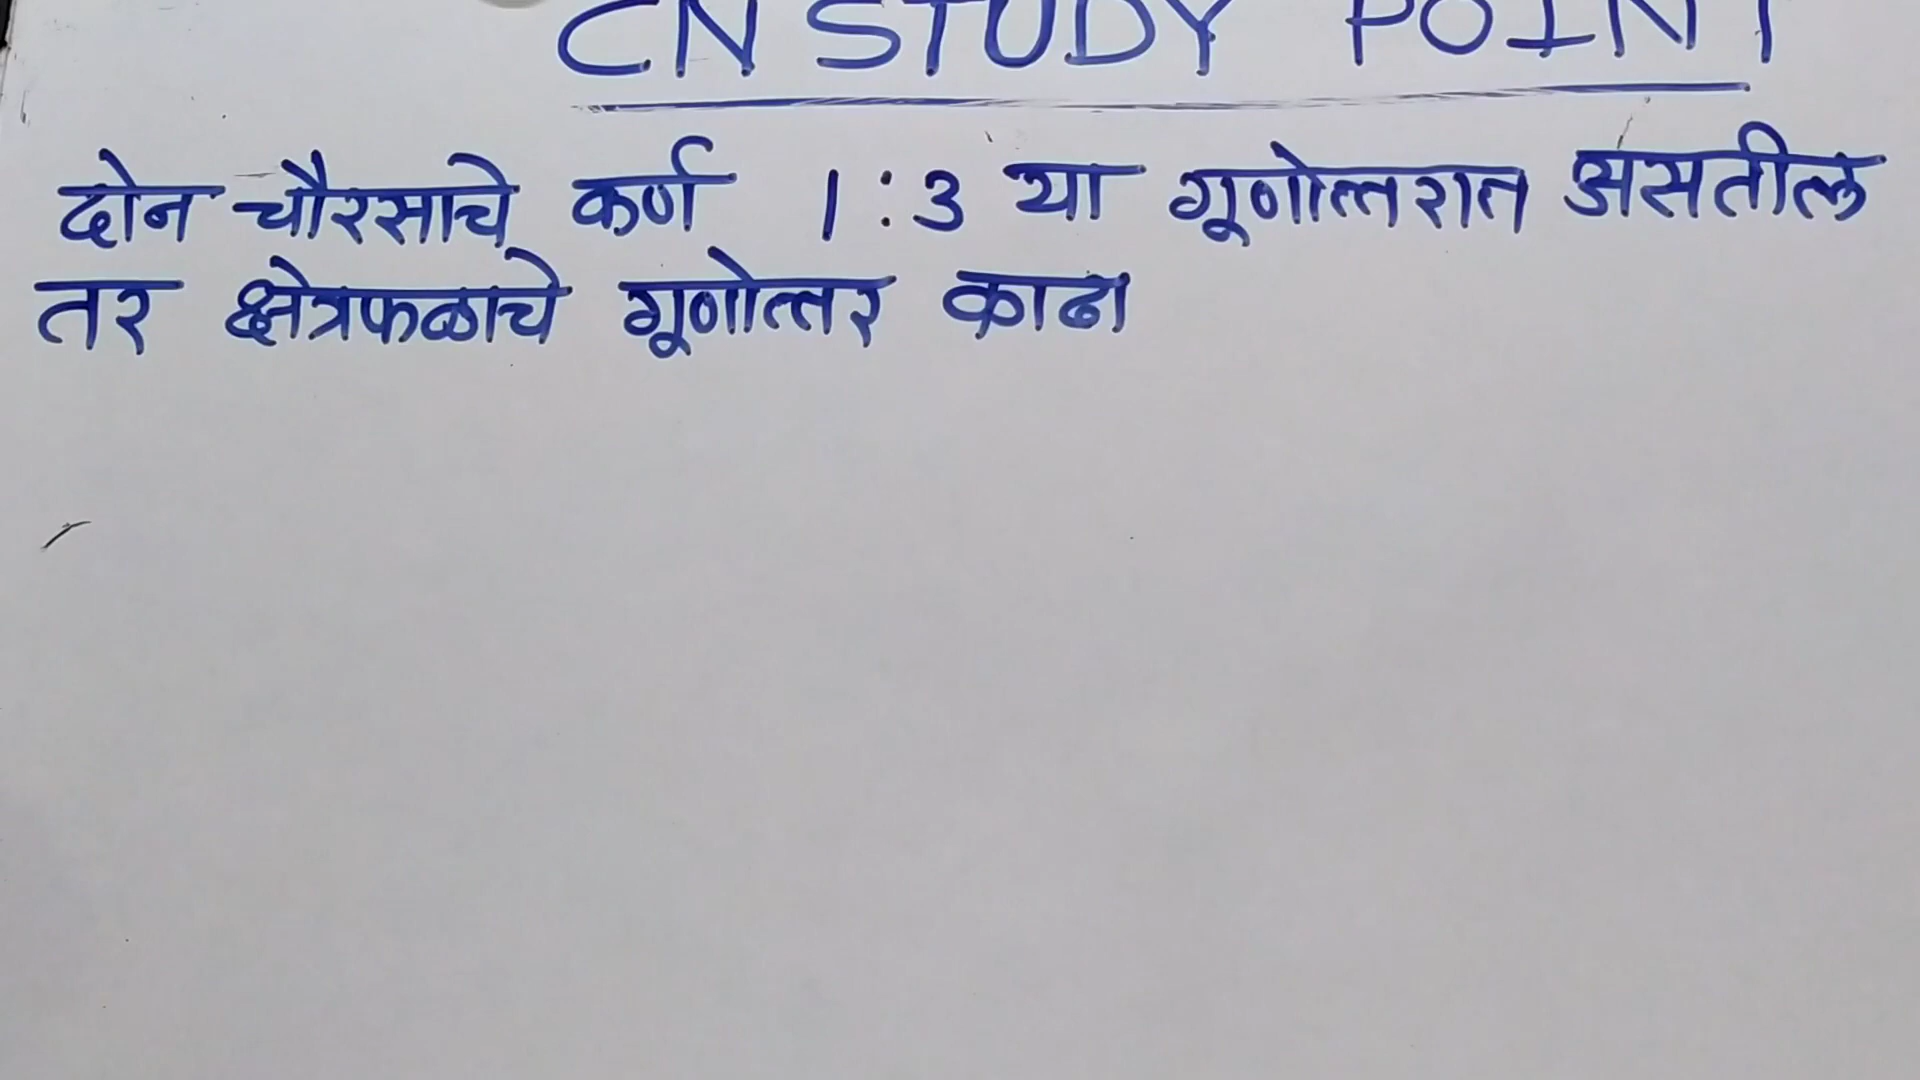 CN STUDY POINT
दोन चौरसाचे कर्ण 1:3 या गूणोत्तरात असतील
तर क्षेत्रफळाचे गूणोत्तर काढा